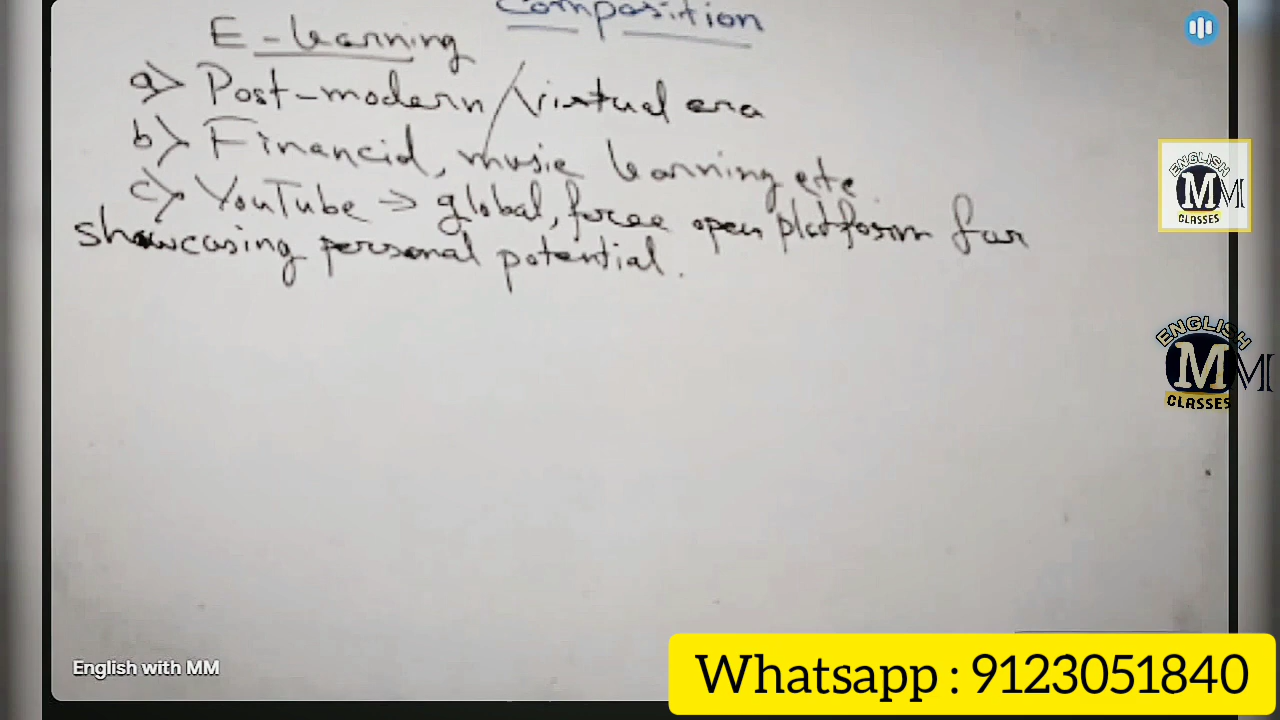 Composition
E-learning
a) Post-modern/virtual era
b) Financial, music learning etc
c) YouTube → global, free open platform for
showcasing personal potential.
ENGLISH
MM
CLASSES
ENGLISH
MM
CLASSES
English with MM
Whatsapp : 9123051840